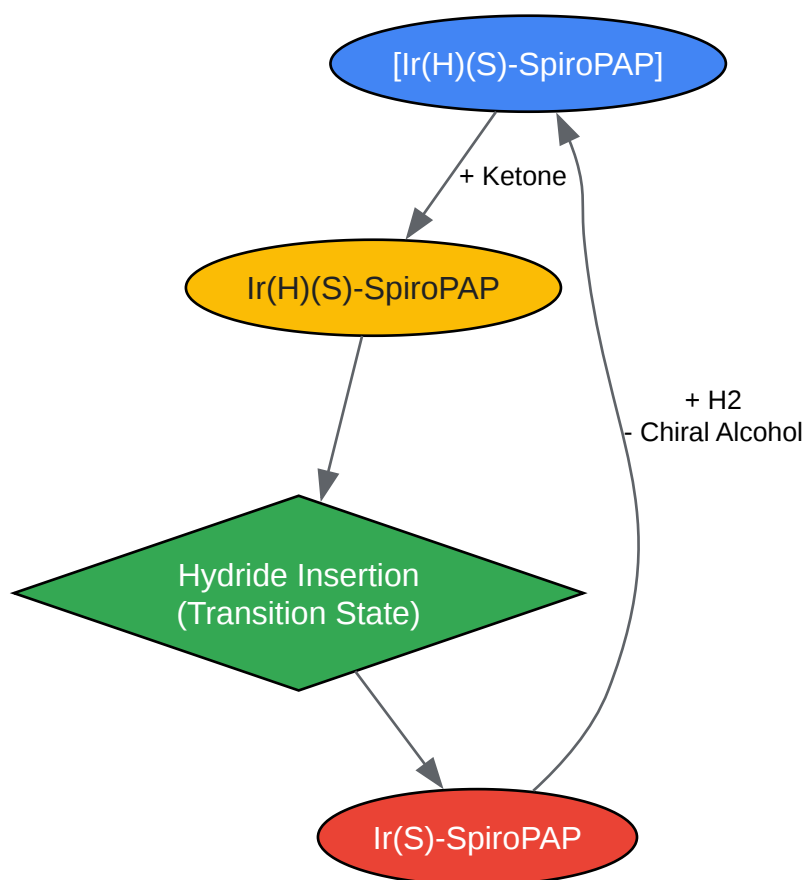 [Ir(H)(S)-SpiroPAP]
+ Ketone
Ir(H)(S)-SpiroPAP
+ H2
- Chiral Alcohol
Hydride Insertion
(Transition State)
Ir(S)-SpiroPAP